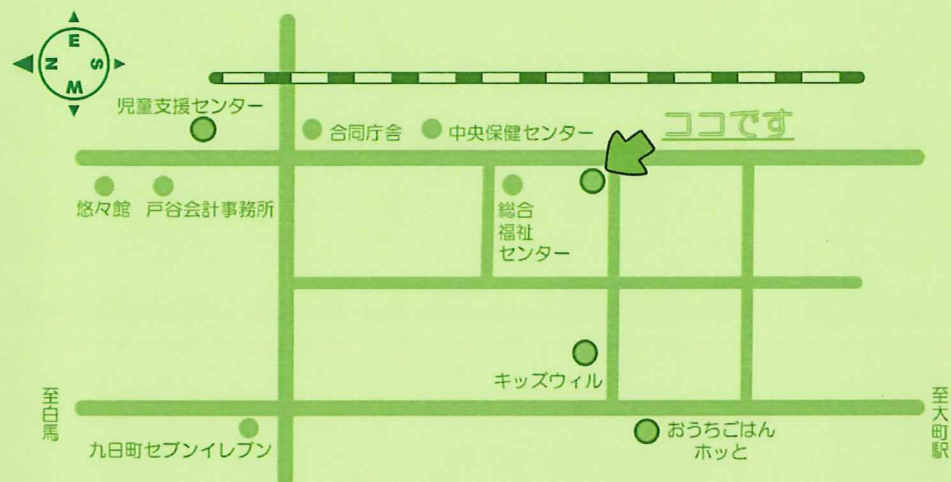 E
N
S
W
児童支援センター
合同庁舎
中央保健センター
ココです
悠々館
戸谷会計事務所
総合
福祉
センター
キッズウィル
至白馬
至大町駅
九日町セブンイレブン
おうちごはん
ホッと